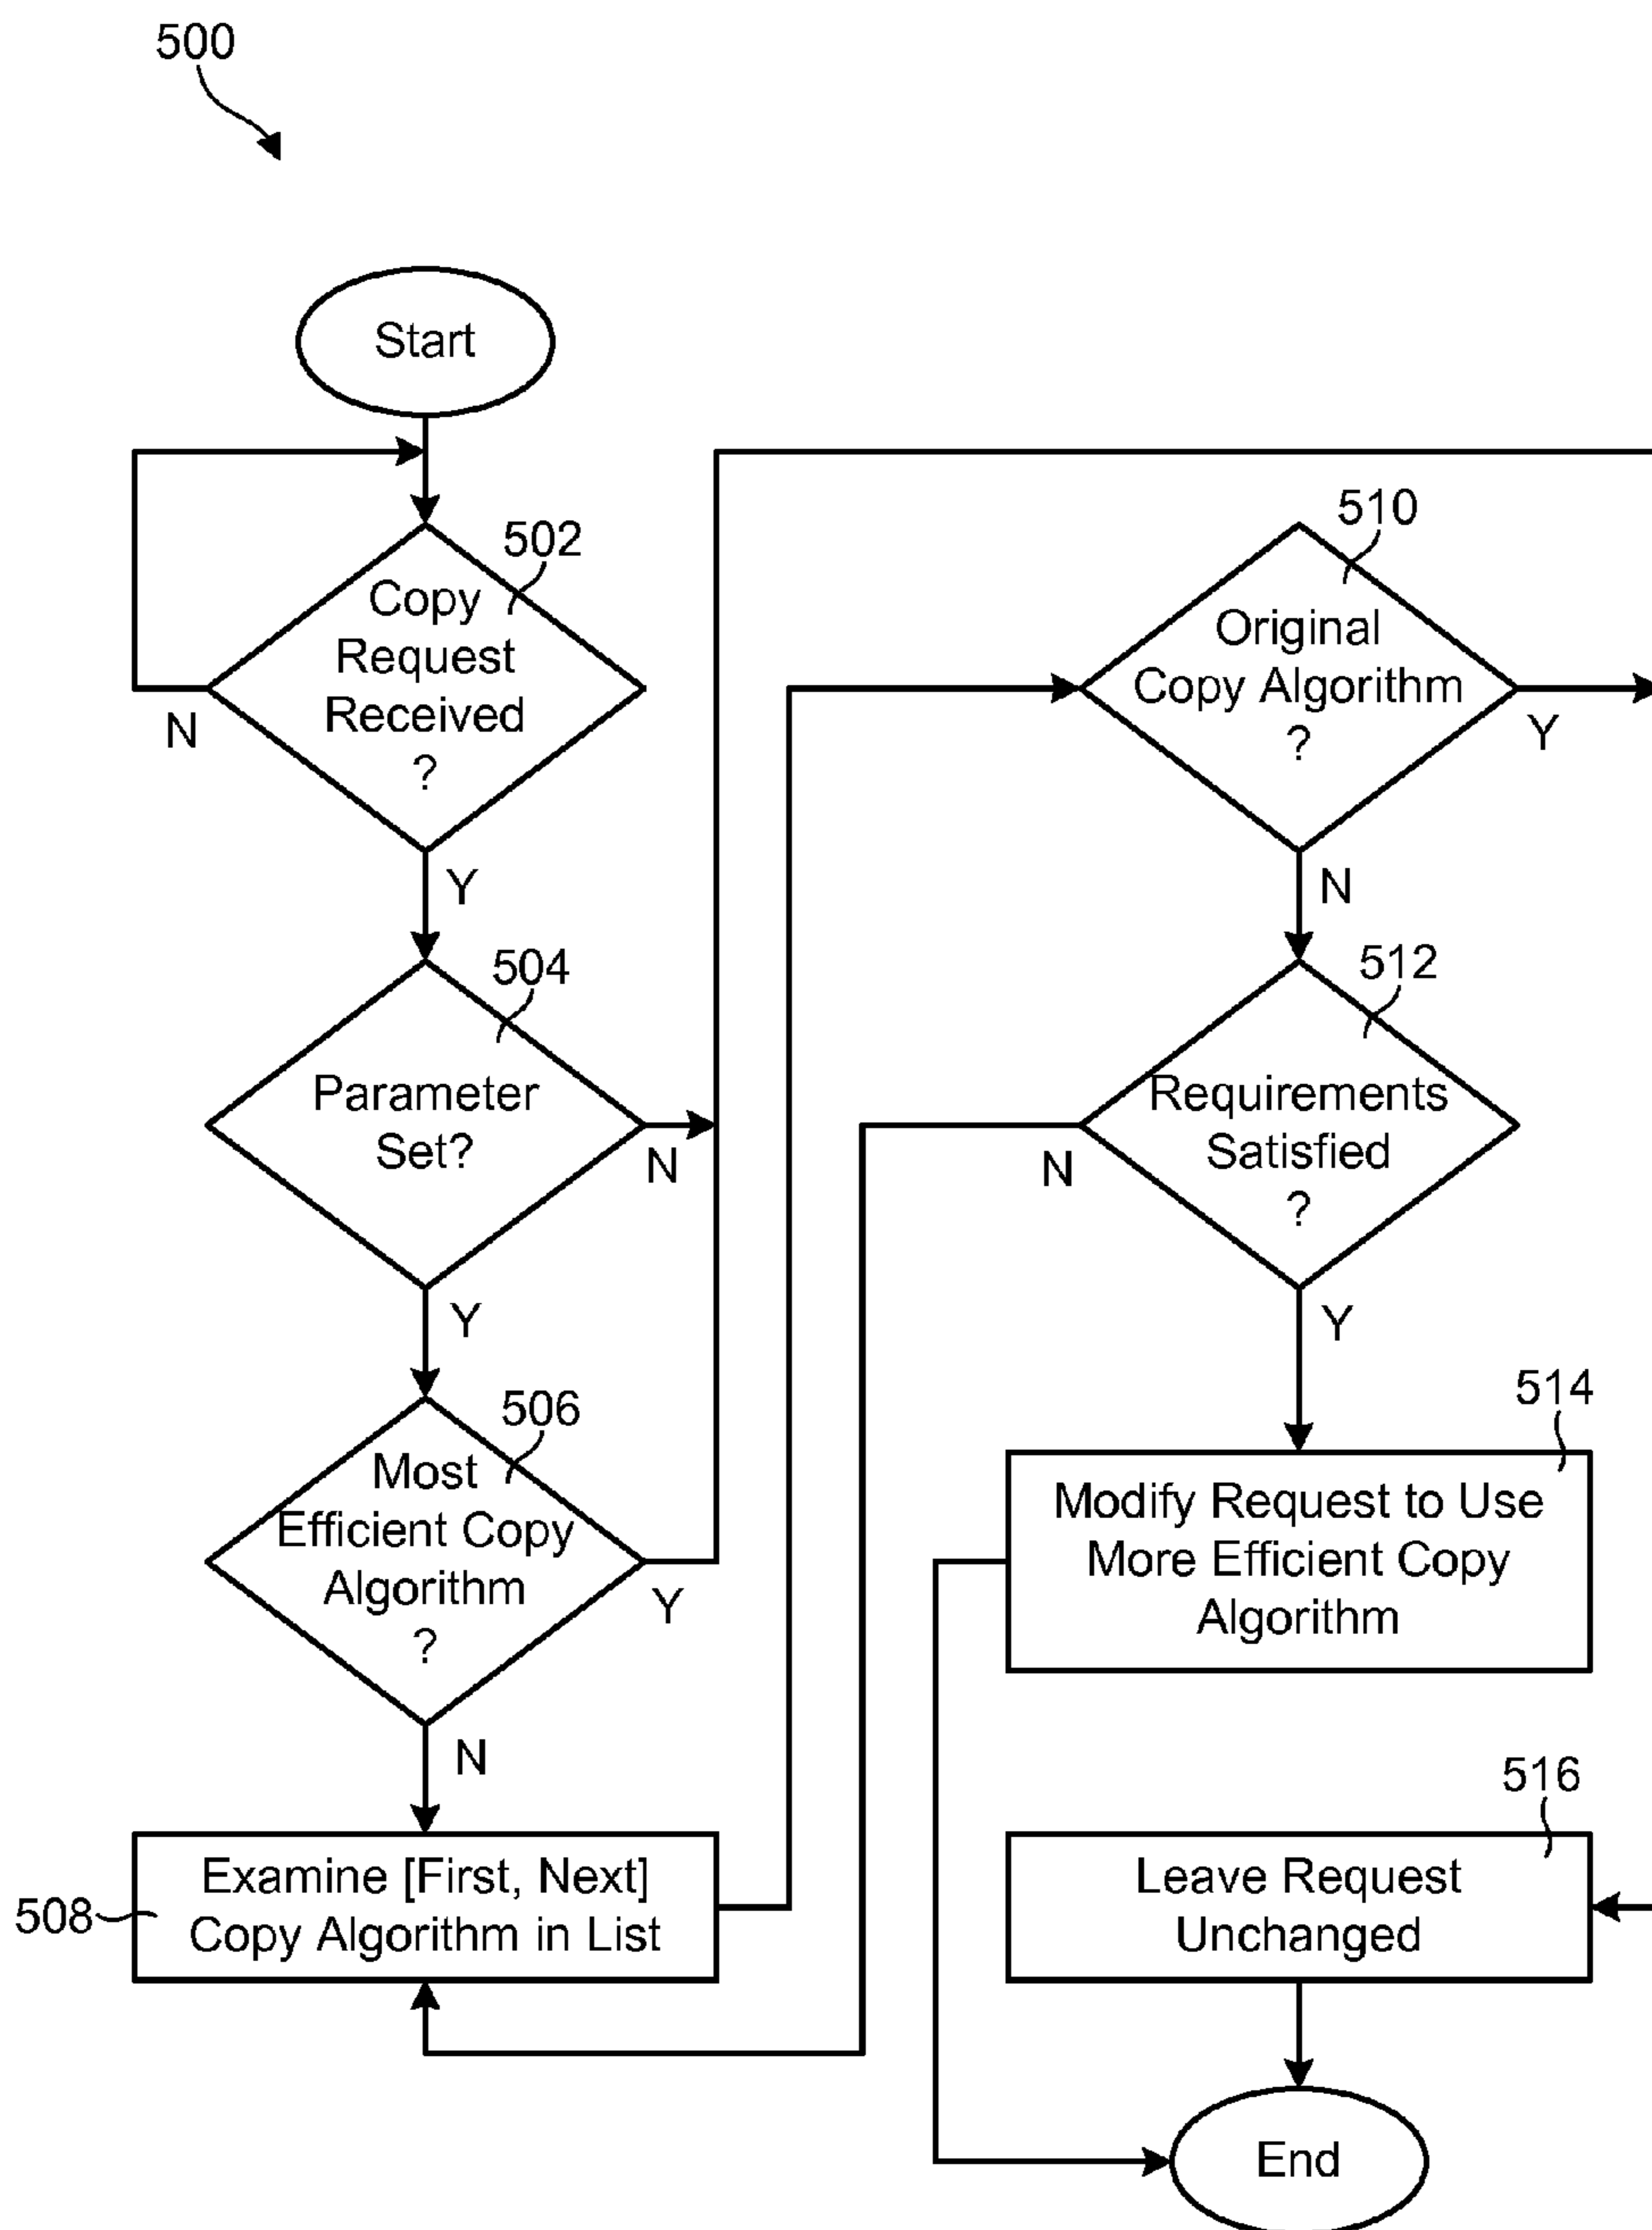 500
Start
502
Copy
Request
Received
?
N
Y
504
Parameter
Set?
N
Y
506
Most
Efficient Copy
Algorithm
?
Y
N
508
Examine [First, Next]
Copy Algorithm in List
510
Original
Copy Algorithm
?
Y
N
512
Requirements
Satisfied
?
N
Y
514
Modify Request to Use
More Efficient Copy
Algorithm
516
Leave Request
Unchanged
End